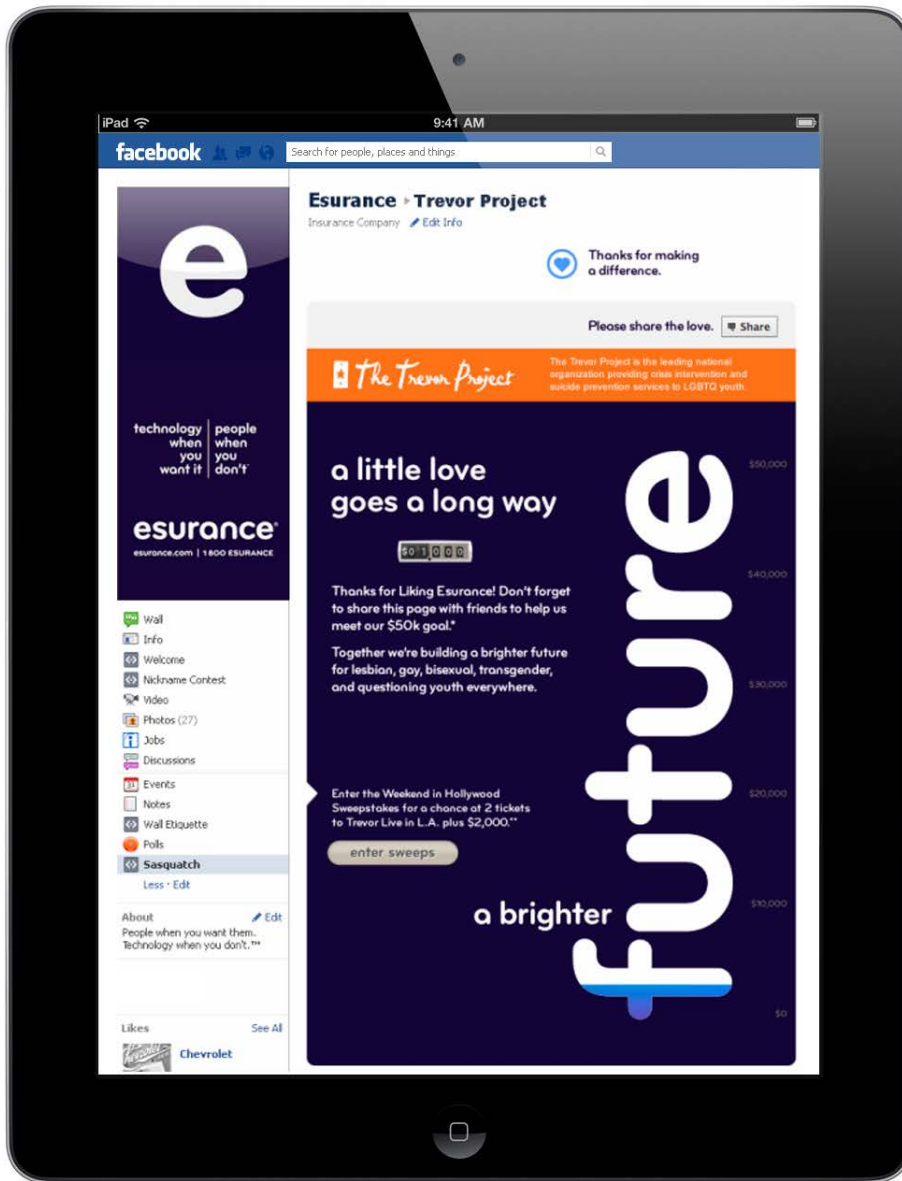 iPad
9:41 AM
facebook
Search for people, places and things
e
technology people
when when
you you
want it don't
esurance®
esurance.com | 1 800 ESURANCE
Wall
Info
Welcome
Nickname Contest
Video
Photos (27)
Jobs
Discussions
Events
Notes
Wall Etiquette
Polls
Sasquatch
Less · Edit
About
Edit
People when you want them.
Technology when you don't.™
Likes
See All
Chevrolet
Esurance ▸ Trevor Project
Insurance Company
Edit Info
Thanks for making
a difference.
Please share the love.
Share
The Trevor Project
The Trevor Project is the leading national
organization providing crisis intervention and
suicide prevention services to LGBTQ youth.
a little love
goes a long way
$01,000
Thanks for Liking Esurance! Don't forget
to share this page with friends to help us
meet our $50k goal.*
Together we're building a brighter future
for lesbian, gay, bisexual, transgender,
and questioning youth everywhere.
Enter the Weekend in Hollywood
Sweepstakes for a chance at 2 tickets
to Trevor Live in L.A. plus $2,000.**
enter sweeps
a brighter
future
$50,000
$40,000
$30,000
$20,000
$10,000
$0